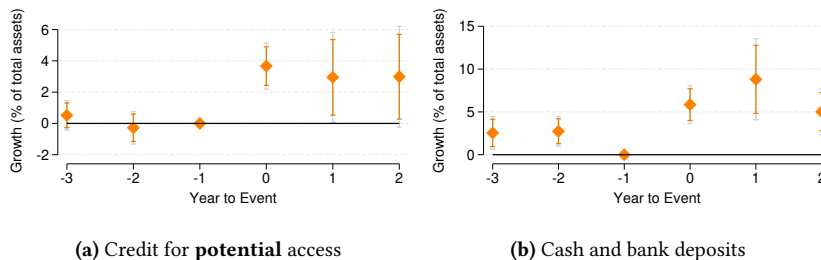 6
4
2
0
-2
Growth (% of total assets)
-3 -2 -1 0 1 2
Year to Event
(a) Credit for potential access
15
10
5
0
Growth (% of total assets)
-3 -2 -1 0 1 2
Year to Event
(b) Cash and bank deposits